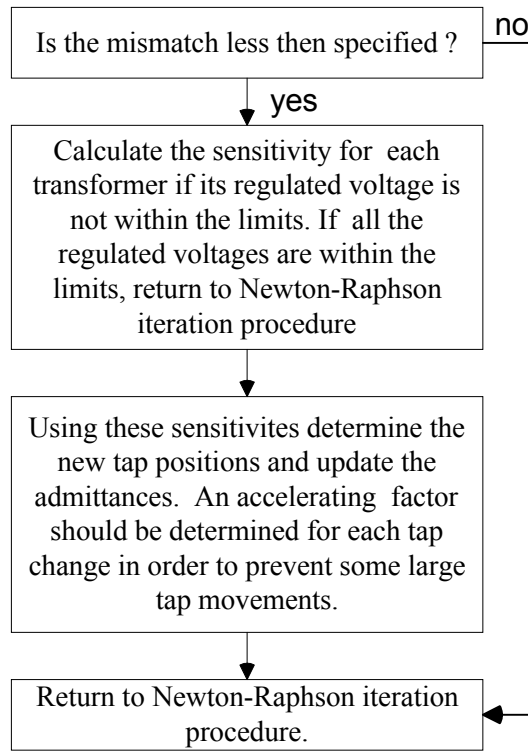 Is the mismatch less then specified ?
no
yes
Calculate the sensitivity for each
transformer if its regulated voltage is
not within the limits. If all the
regulated voltages are within the
limits, return to Newton-Raphson
iteration procedure
Using these sensitivites determine the
new tap positions and update the
admittances. An accelerating factor
should be determined for each tap
change in order to prevent some large
tap movements.
Return to Newton-Raphson iteration
procedure.